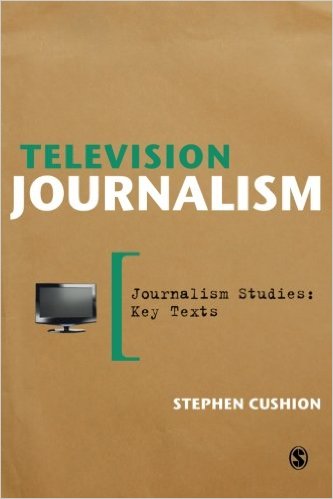 TELEVISION
JOURNALISM
Journalism Studies:
Key Texts
STEPHEN CUSHION
S